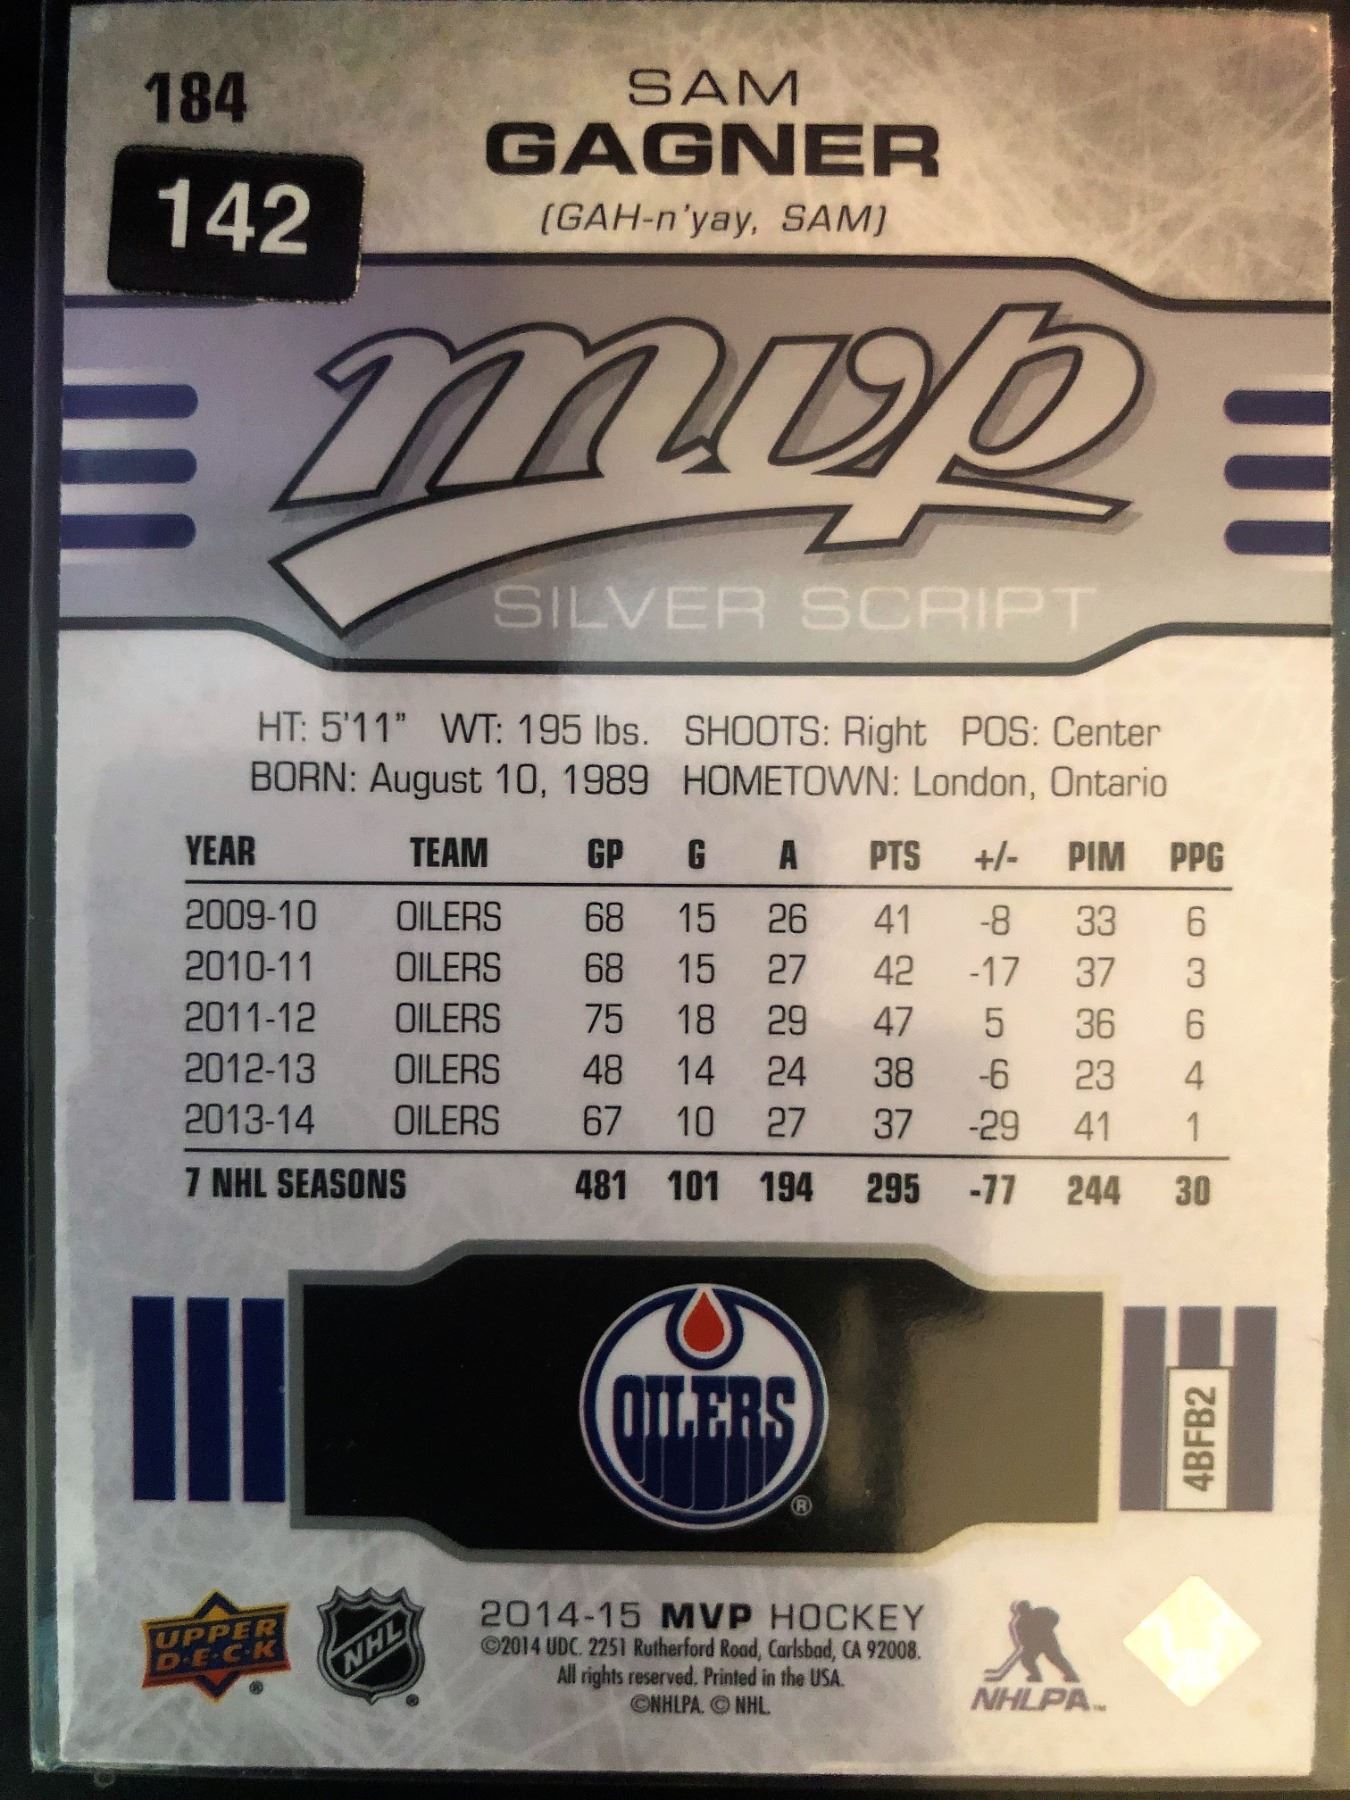 184
142
SAM
GAGNER
(GAH-n'yay, SAM)
mvp
SILVER SCRIPT
HT: 5'11" WT: 195 lbs. SHOOTS: Right POS: Center
BORN: August 10, 1989 HOMETOWN: London, Ontario
YEAR TEAM GP G A PTS +/- PIM PPG
2009-10 OILERS 68 15 26 41 -8 33 6
2010-11 OILERS 68 15 27 42 -17 37 3
2011-12 OILERS 75 18 29 47 5 36 6
2012-13 OILERS 48 14 24 38 -6 23 4
2013-14 OILERS 67 10 27 37 -29 41 1
7 NHL SEASONS 481 101 194 295 -77 244 30
OILERS
®
4BFB2
UPPER
D·E·C·K
®
NHL
®
2014-15 MVP HOCKEY
©2014 UDC. 2251 Rutherford Road, Carlsbad, CA 92008.
All rights reserved. Printed in the USA.
©NHLPA. © NHL.
NHLPA™